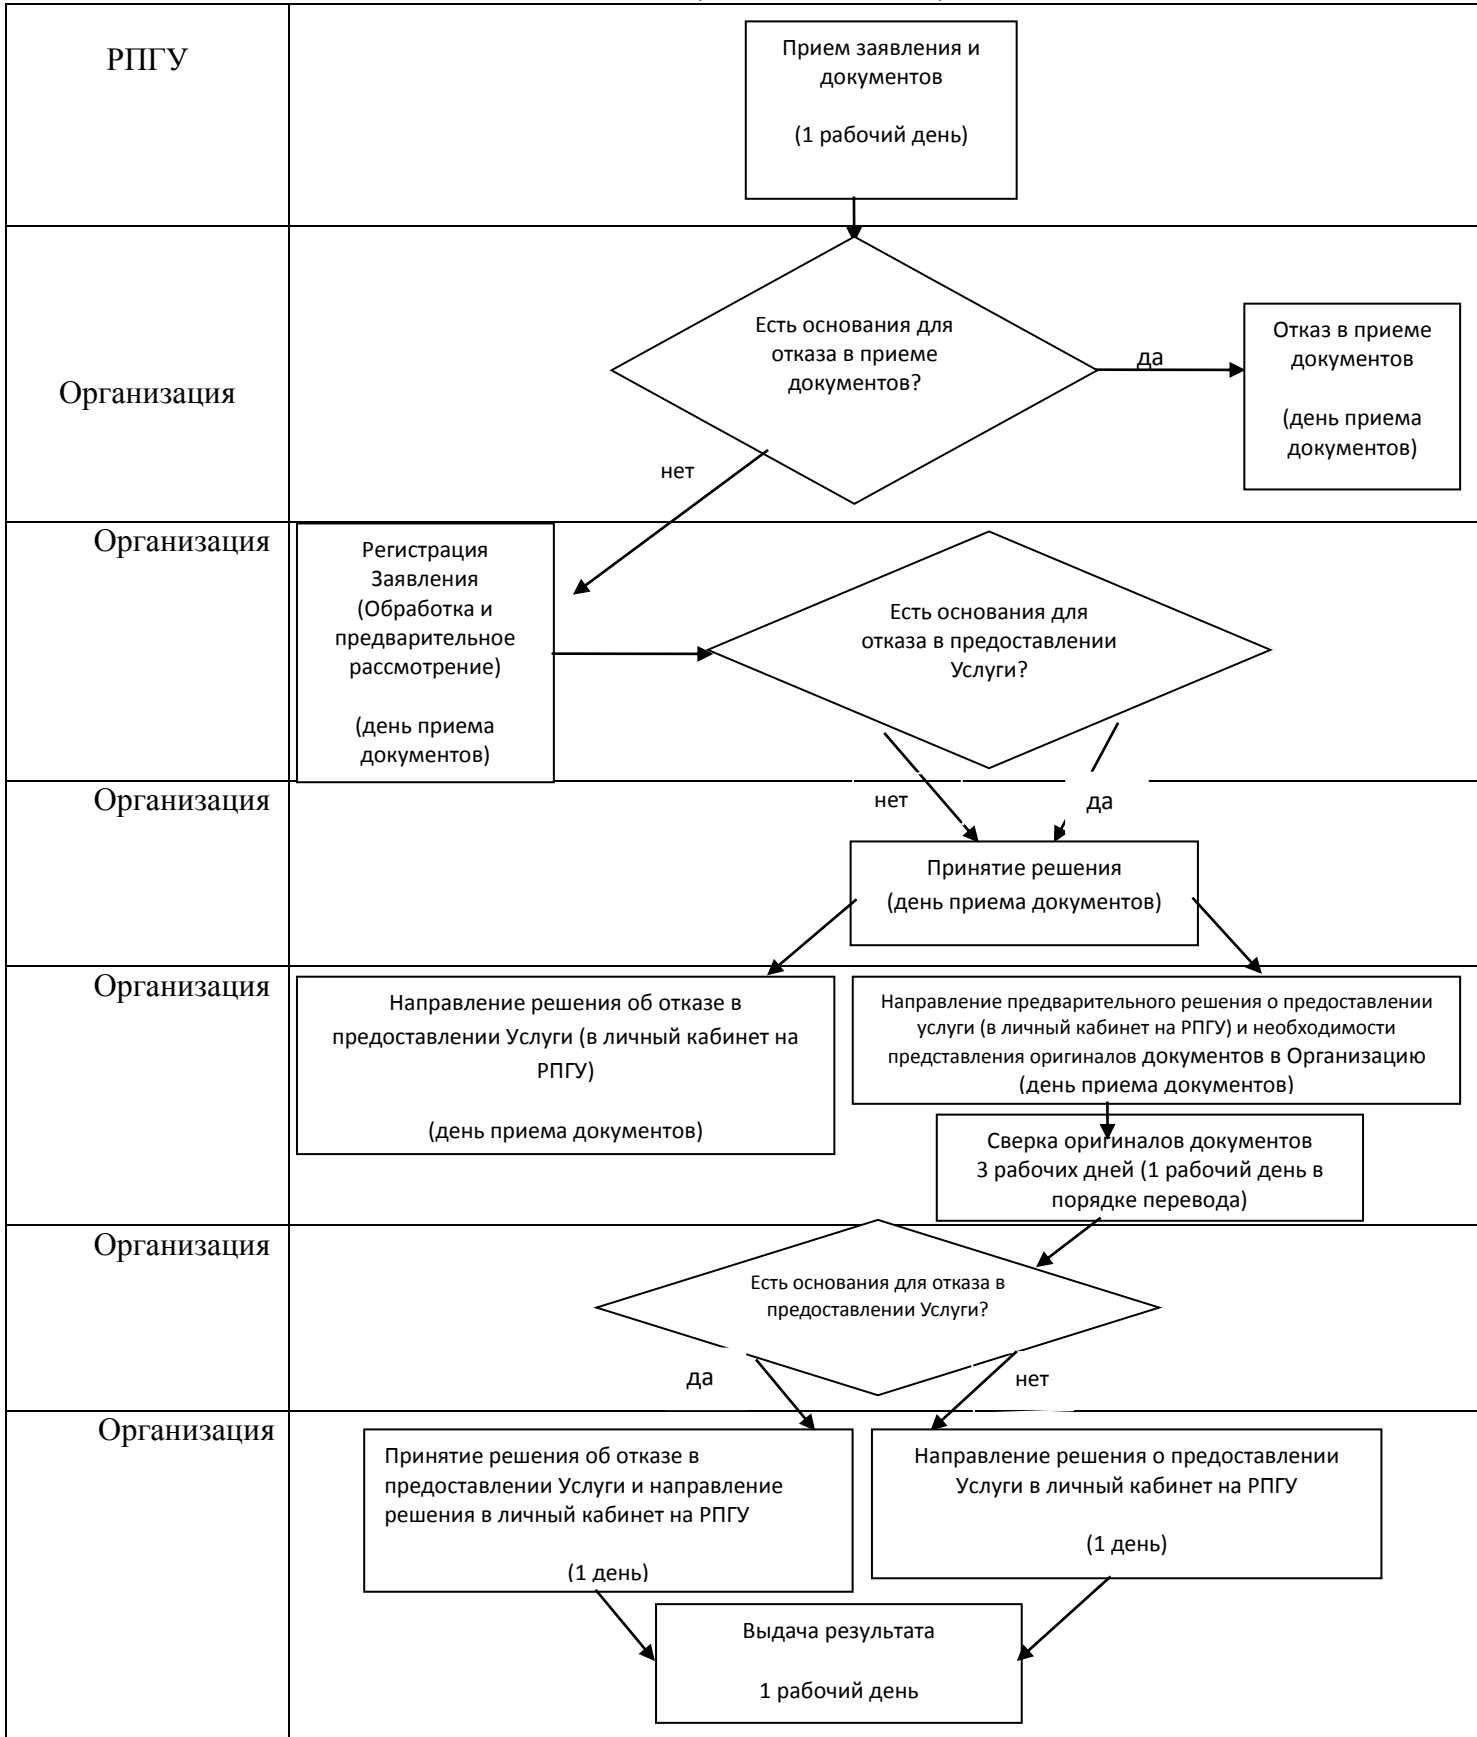 РПГУ
Прием заявления и
документов
(1 рабочий день)
Организация
Есть основания для
отказа в приеме
документов?
да
Отказ в приеме
документов
(день приема
документов)
нет
Организация
Регистрация
Заявления
(Обработка и
предварительное
рассмотрение)
(день приема
документов)
Есть основания для
отказа в предоставлении
Услуги?
Организация
нет
да
Принятие решения
(день приема документов)
Организация
Направление решения об отказе в
предоставлении Услуги (в личный кабинет на
РПГУ)
(день приема документов)
Направление предварительного решения о предоставлении
услуги (в личный кабинет на РПГУ) и необходимости
представления оригиналов документов в Организацию
(день приема документов)
Сверка оригиналов документов
3 рабочих дней (1 рабочий день в
порядке перевода)
Организация
Есть основания для отказа в
предоставлении Услуги?
да
нет
Организация
Принятие решения об отказе в
предоставлении Услуги и направление
решения в личный кабинет на РПГУ
(1 день)
Направление решения о предоставлении
Услуги в личный кабинет на РПГУ
(1 день)
Выдача результата
1 рабочий день